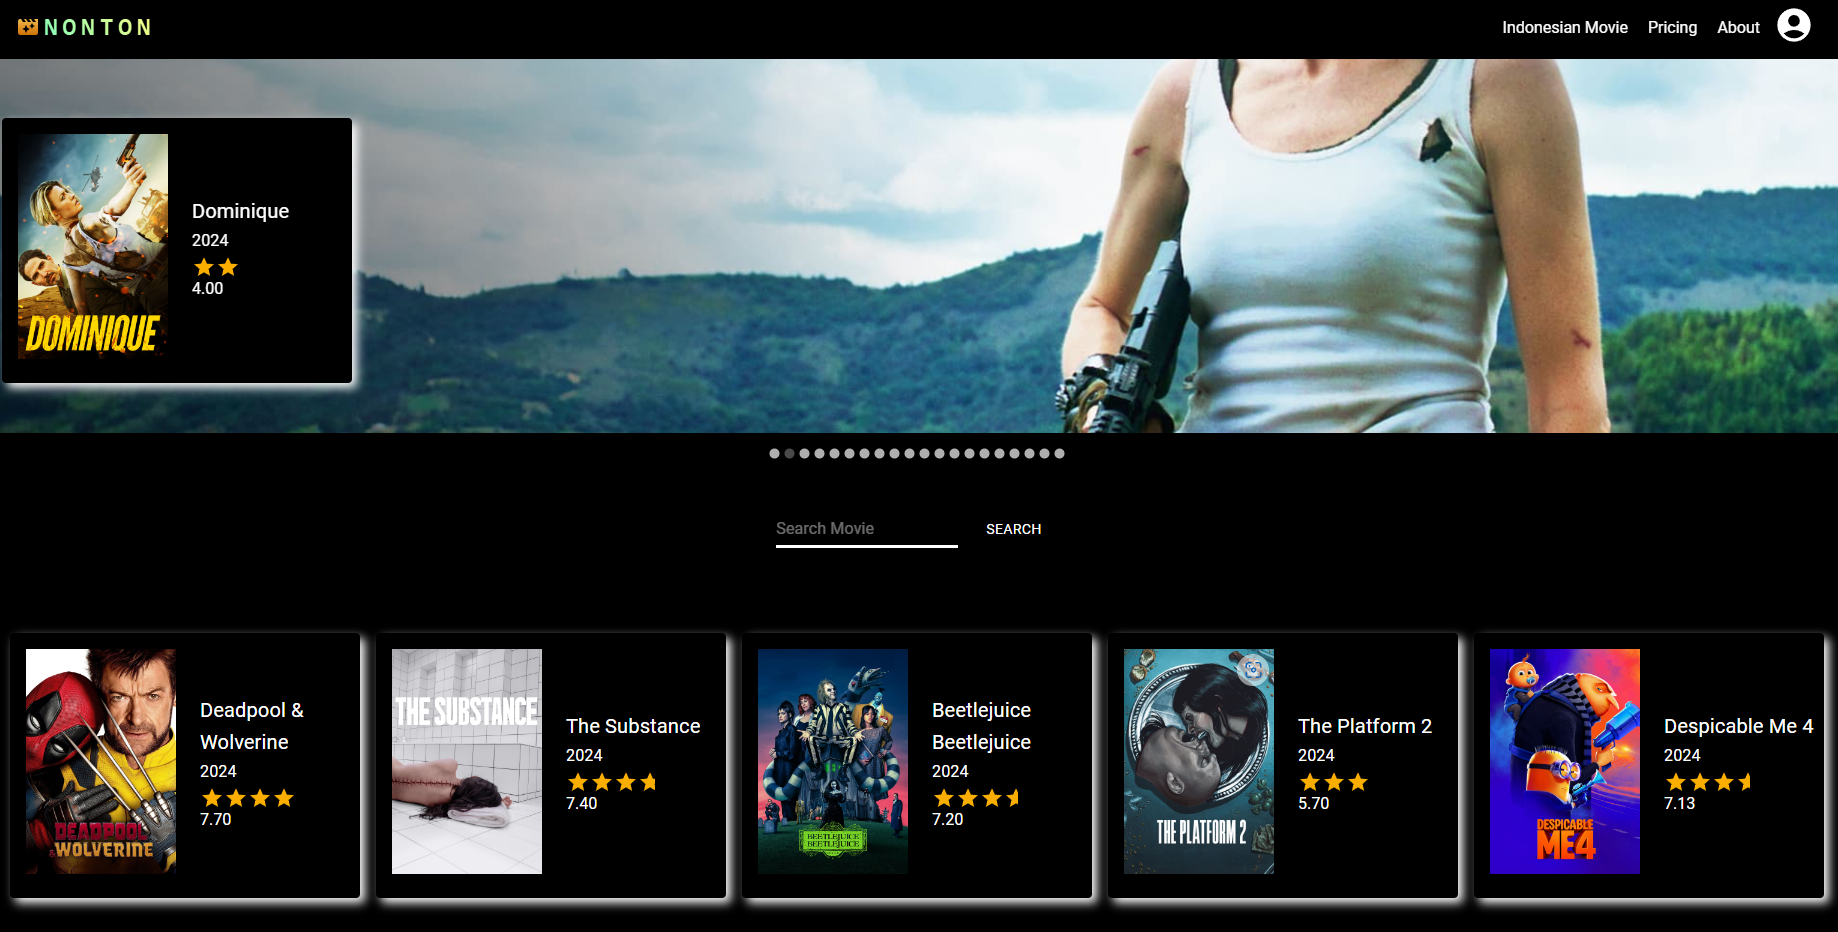 NONTON
Indonesian Movie
Pricing
About
DOMINIQUE
Dominique
2024
4.00
Search Movie
SEARCH
DEADPOOL
& WOLVERINE
Deadpool &
Wolverine
2024
7.70
THE SUBSTANCE
The Substance
2024
7.40
BEETLEJUICE
BEETLEJUICE
Beetlejuice
Beetlejuice
2024
7.20
THE PLATFORM 2
The Platform 2
2024
5.70
DESPICABLE
ME4
Despicable Me 4
2024
7.13